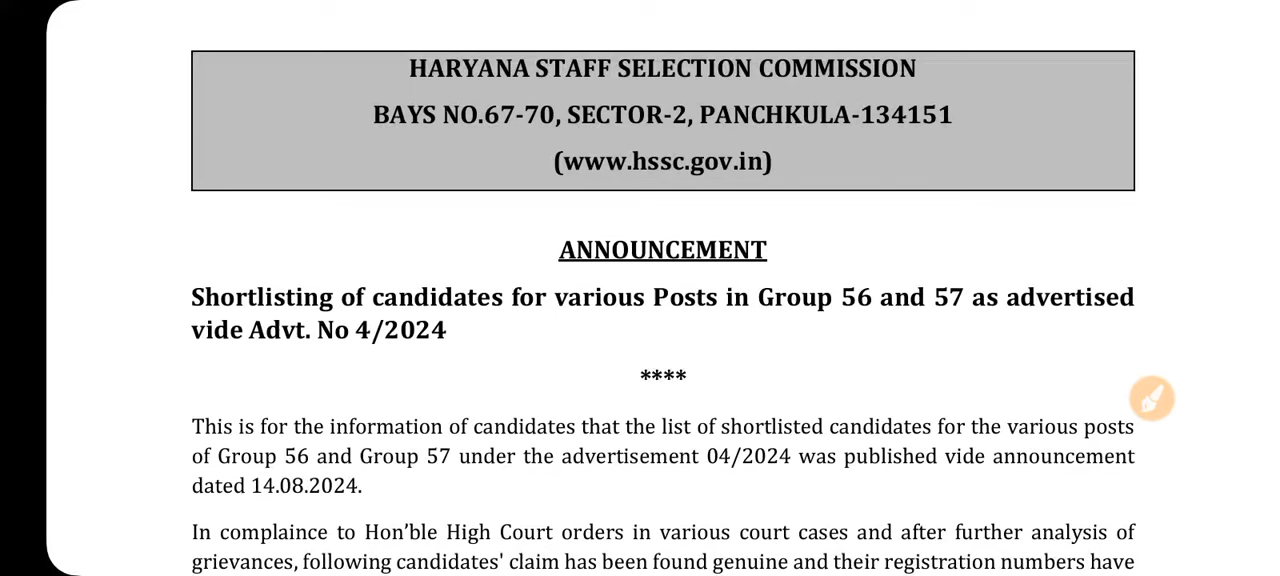 HARYANA STAFF SELECTION COMMISSION
BAYS NO.67-70, SECTOR-2, PANCHKULA-134151
(www.hssc.gov.in)
ANNOUNCEMENT
Shortlisting of candidates for various Posts in Group 56 and 57 as advertised
vide Advt. No 4/2024
****
This is for the information of candidates that the list of shortlisted candidates for the various posts
of Group 56 and Group 57 under the advertisement 04/2024 was published vide announcement
dated 14.08.2024.
In complaince to Hon’ble High Court orders in various court cases and after further analysis of
grievances, following candidates' claim has been found genuine and their registration numbers have